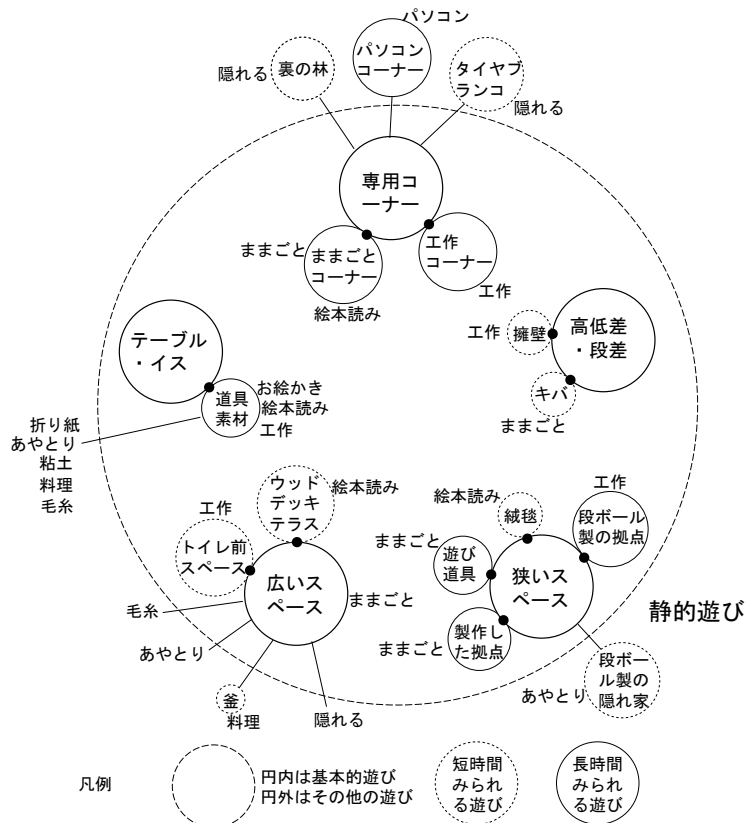 パソコン
パソコン
コーナー
隠れる
裏の林
タイヤブ
ランコ
隠れる
専用コ
ーナー
ままごと
ままごと
コーナー
絵本読み
工作
コーナー
工作
テーブル
・イス
道具
素材
お絵かき
絵本読み
工作
折り紙
あやとり
粘土
料理
毛糸
工作
擁壁
高低差
・段差
キバ
ままごと
工作
トイレ前
スペース
ウッド
デッキ
テラス
絵本読み
広いス
ペース
ままごと
毛糸
あやとり
釜
料理
隠れる
絵本読み
絨毯
工作
段ボール
製の拠点
ままごと
遊び
道具
狭いス
ペース
ままごと
製作し
た拠点
あやとり
段ボー
ル製の
隠れ家
静的遊び
凡例
円内は基本的遊び
円外はその他の遊び
短時間
みられ
る遊び
長時間
みられ
る遊び